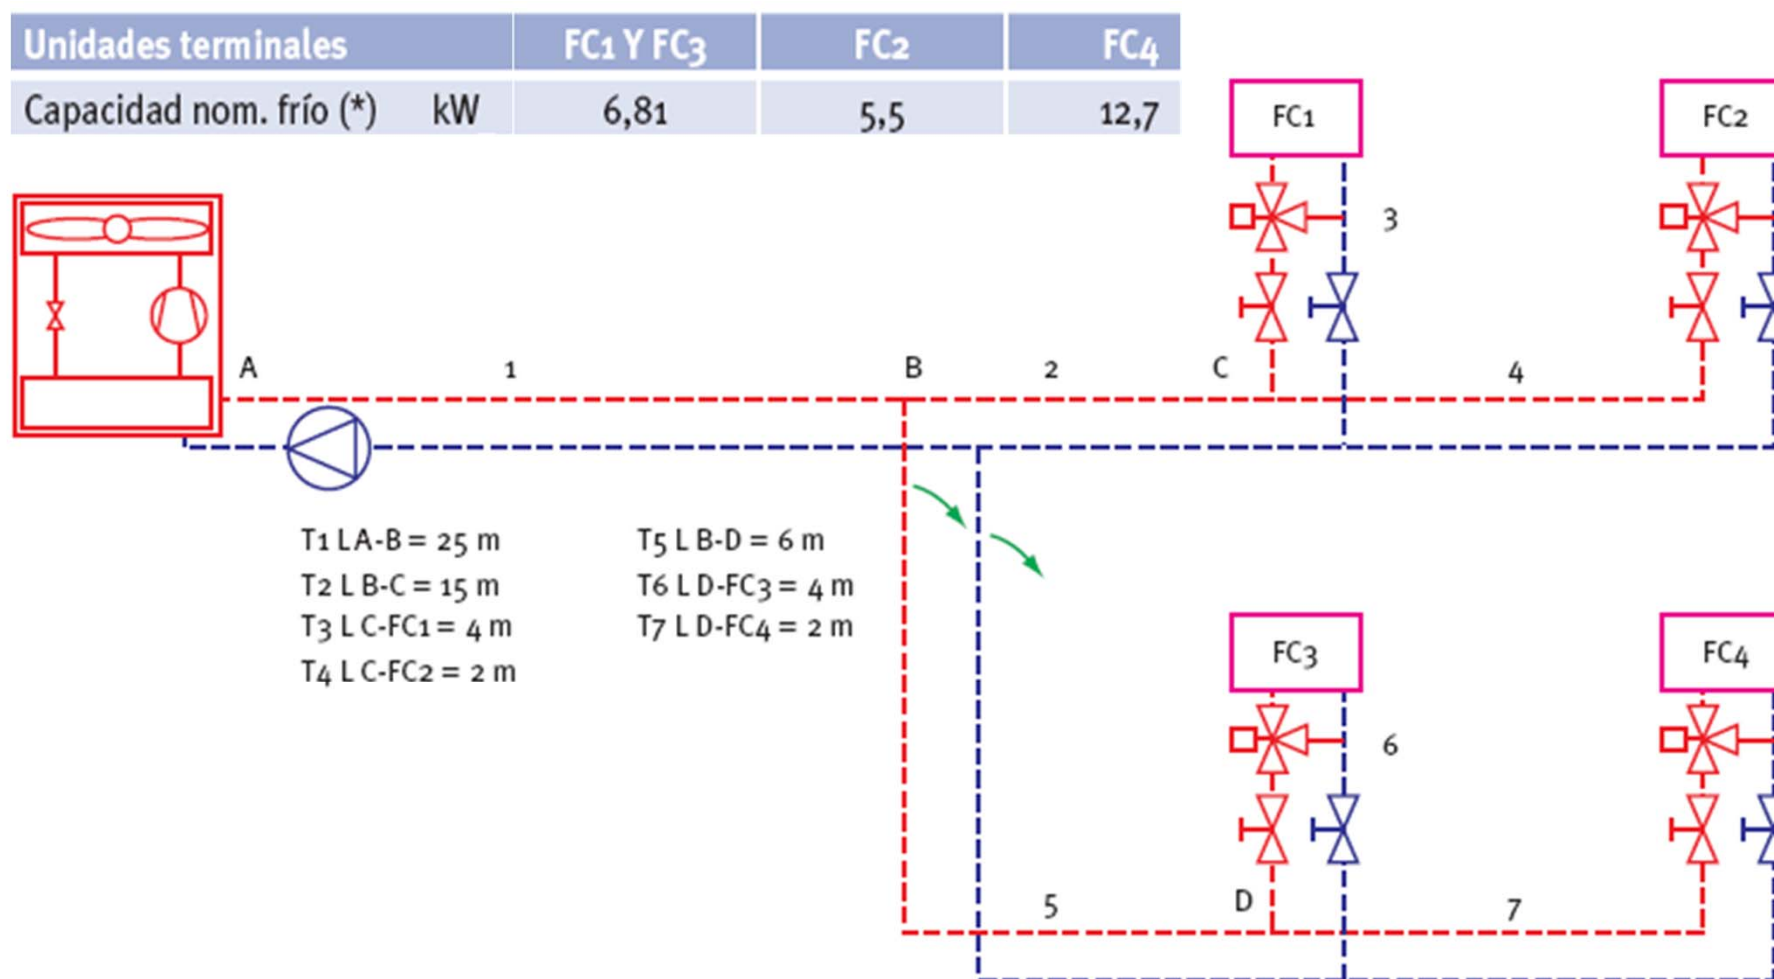 Unidades terminales FC1 Y FC3 FC2 FC4
Capacidad nom. frío (*) kW 6,81 5,5 12,7
FC1 FC2
3
A 1 B 2 C 4
T1 LA-B = 25 m T5 L B-D = 6 m
T2 L B-C = 15 m T6 L D-FC3 = 4 m
T3 L C-FC1 = 4 m T7 L D-FC4 = 2 m
T4 L C-FC2 = 2 m
FC3 FC4
6
5 D 7